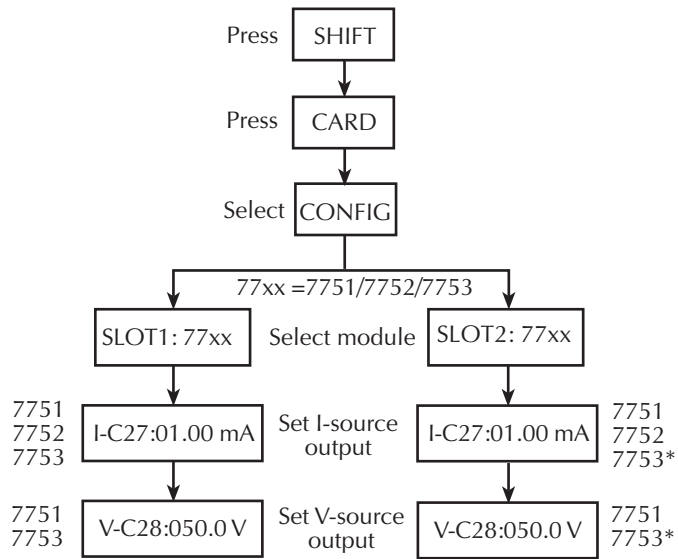 Press SHIFT
Press CARD
Select CONFIG
77xx =7751/7752/7753
SLOT1: 77xx Select module SLOT2: 77xx
7751
7752
7753
I-C27:01.00 mA
Set I-source
output
I-C27:01.00 mA
7751
7752
7753*
7751
7753
V-C28:050.0 V
Set V-source
output
V-C28:050.0 V
7751
7753*